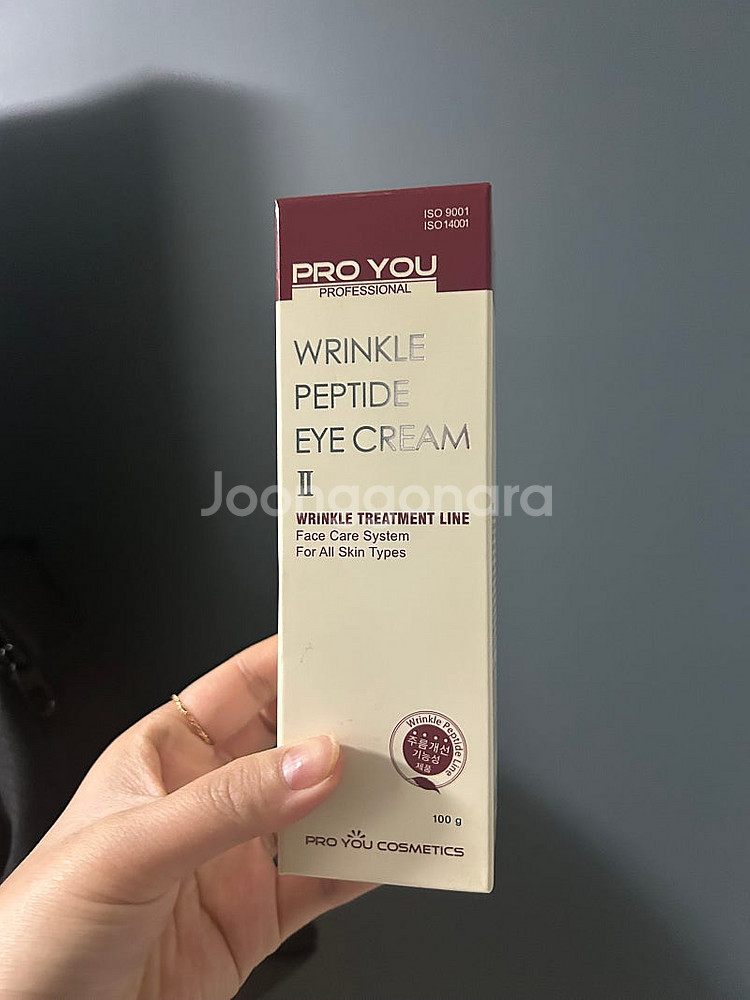 ISO 9001
ISO 14001
PRO YOU
PROFESSIONAL
WRINKLE
PEPTIDE
EYE CREAM
II
Joonggonara
WRINKLE TREATMENT LINE
Face Care System
For All Skin Types
Wrinkle Peptide Line
주름개선
기능성
제품
100 g
PRO YOU COSMETICS